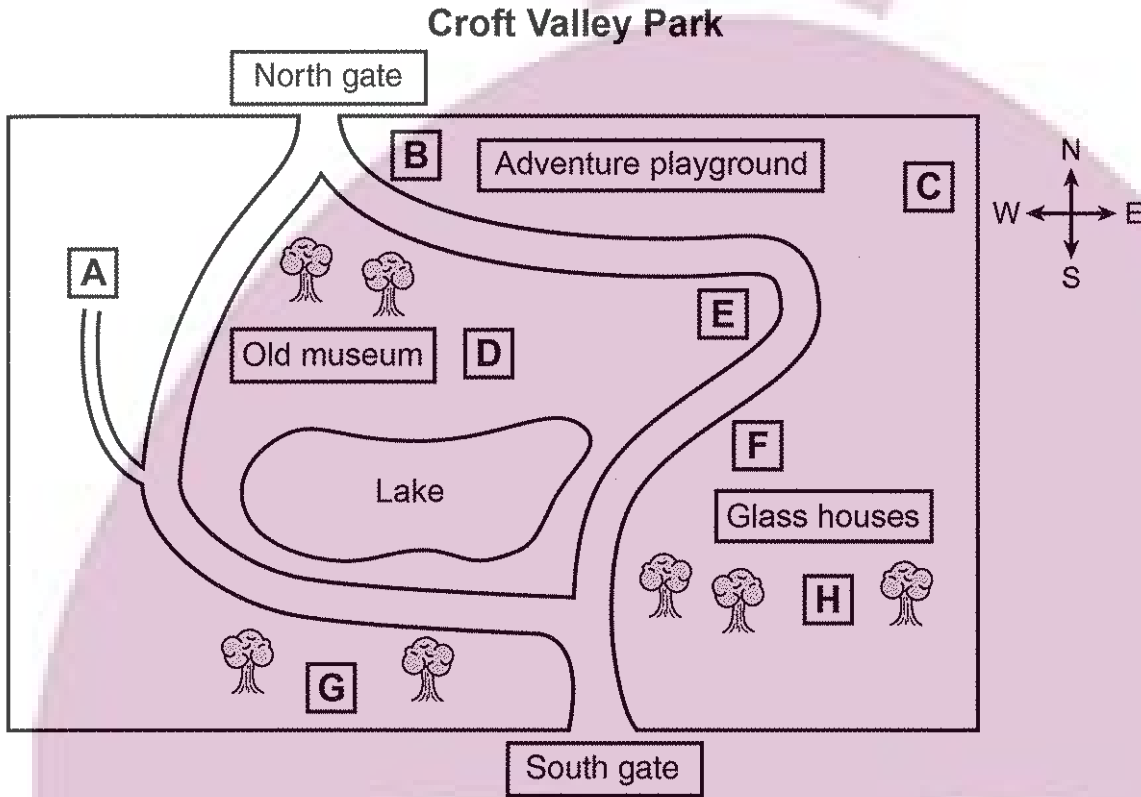 Croft Valley Park
North gate
B
Adventure playground
C
N
W E
S
A
E
Old museum
D
F
Lake
Glass houses
H
G
South gate